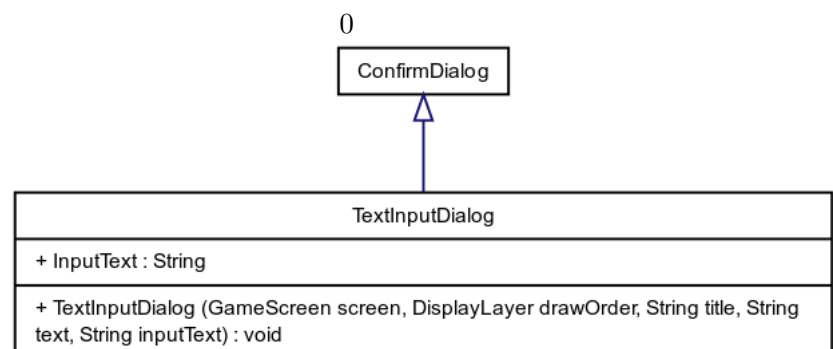 0
ConfirmDialog
TextInputDialog
+ InputText : String
+ TextInputDialog (GameScreen screen, DisplayLayer drawOrder, String title, String
text, String inputText) : void